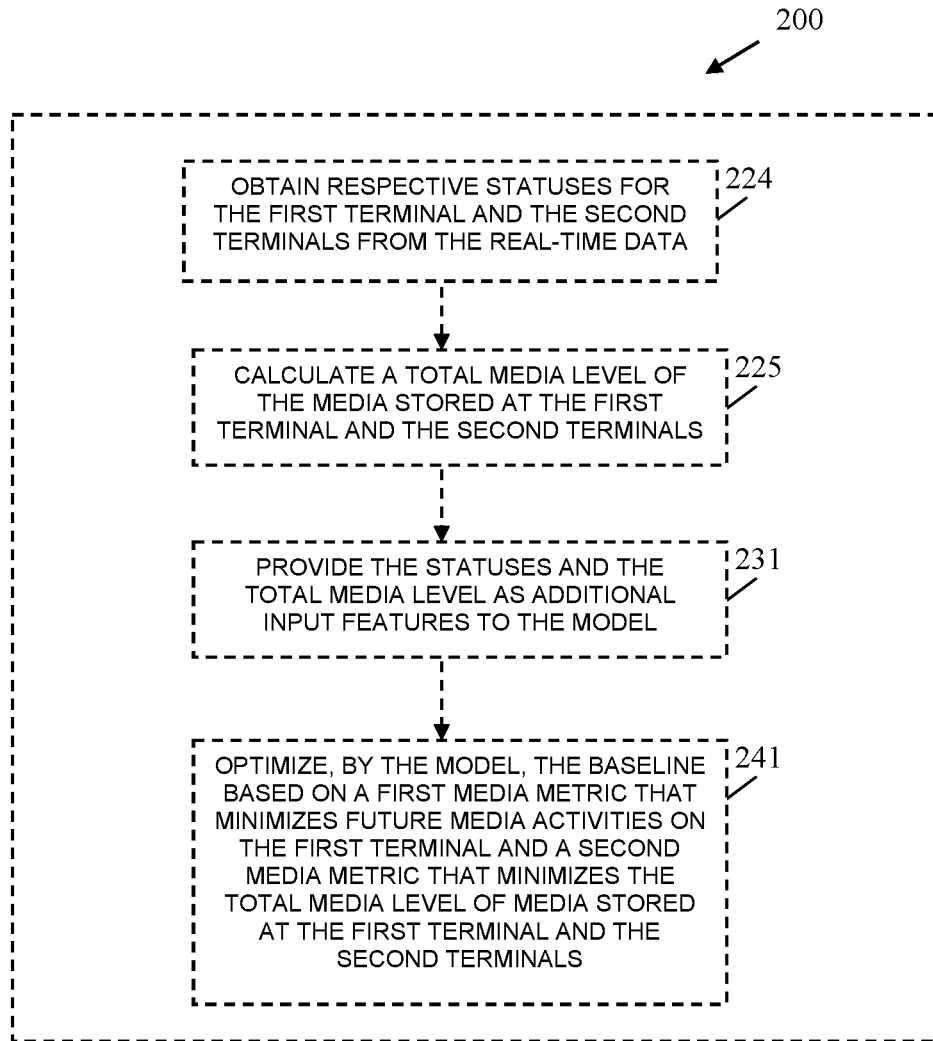 200
OBTAIN RESPECTIVE STATUSES FOR
THE FIRST TERMINAL AND THE SECOND
TERMINALS FROM THE REAL-TIME DATA
224
CALCULATE A TOTAL MEDIA LEVEL OF
THE MEDIA STORED AT THE FIRST
TERMINAL AND THE SECOND TERMINALS
225
PROVIDE THE STATUSES AND THE
TOTAL MEDIA LEVEL AS ADDITIONAL
INPUT FEATURES TO THE MODEL
231
OPTIMIZE, BY THE MODEL, THE BASELINE
BASED ON A FIRST MEDIA METRIC THAT
MINIMIZES FUTURE MEDIA ACTIVITIES ON
THE FIRST TERMINAL AND A SECOND
MEDIA METRIC THAT MINIMIZES THE
TOTAL MEDIA LEVEL OF MEDIA STORED
AT THE FIRST TERMINAL AND THE
SECOND TERMINALS
241